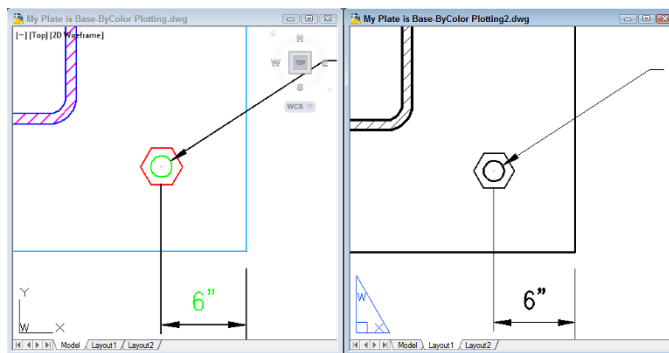 My Plate is Base-ByColor Plotting.dwg
[−] [Top] [2D Wireframe]
N
W TOP E
S
WCS
6”
Y
W X
Model Layout1 Layout2
My Plate is Base-ByColor Plotting2.dwg
6”
W
X
Model Layout1 Layout2